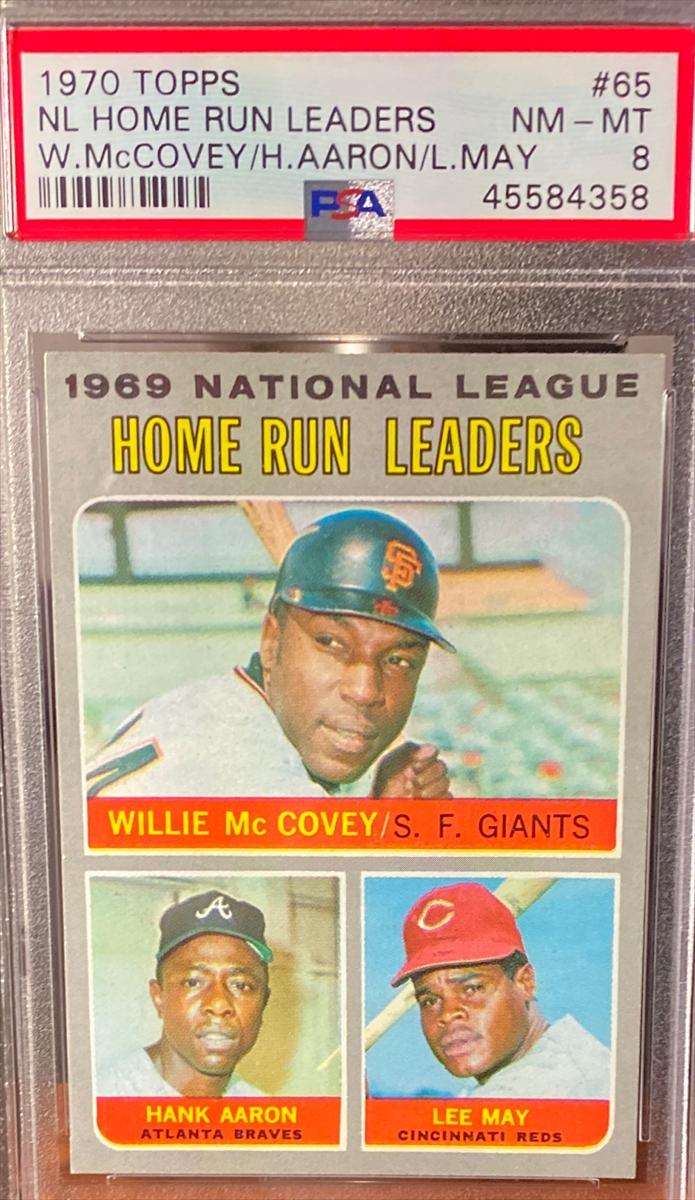 1970 TOPPS #65
NL HOME RUN LEADERS NM - MT
W.McCOVEY/H.AARON/L.MAY 8
PSA 45584358
1969 NATIONAL LEAGUE
HOME RUN LEADERS
SF
WILLIE Mc COVEY/S. F. GIANTS
A
C
HANK AARON
ATLANTA BRAVES
LEE MAY
CINCINNATI REDS